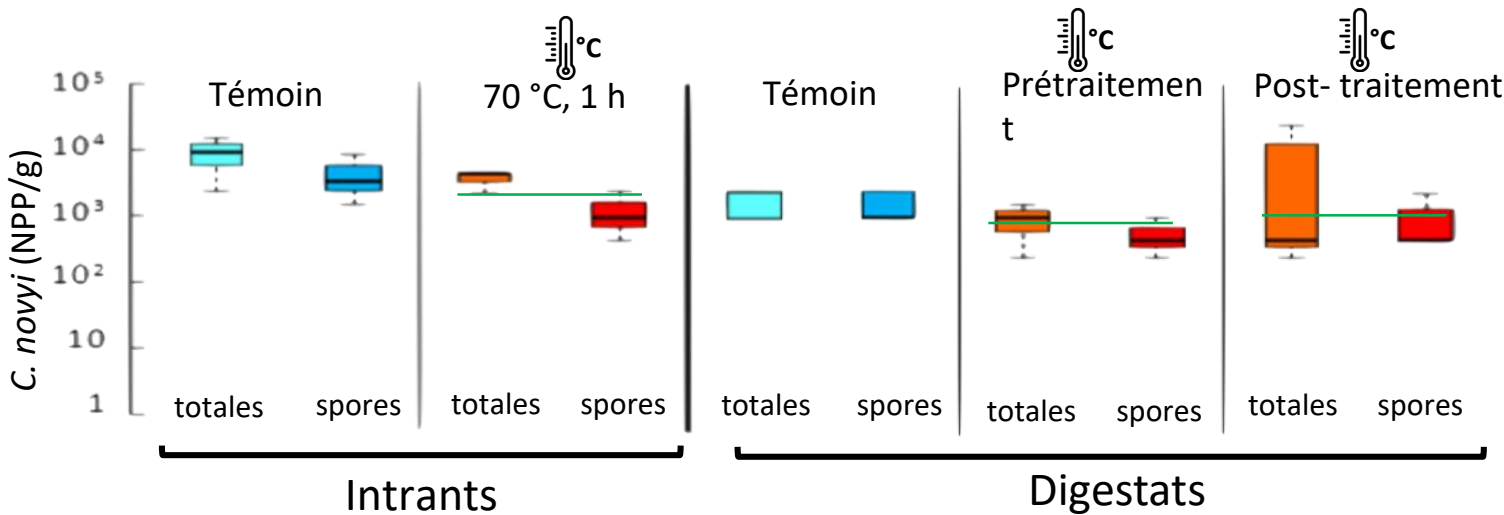 °C
°C
°C
Témoin
70 °C, 1 h
Témoin
Prétraitemen
t
Post- traitement
C. novyi (NPP/g)
10⁵
10⁴
10³
10²
10
1
totales
spores
totales
spores
totales
spores
totales
spores
totales
spores
Intrants
Digestats